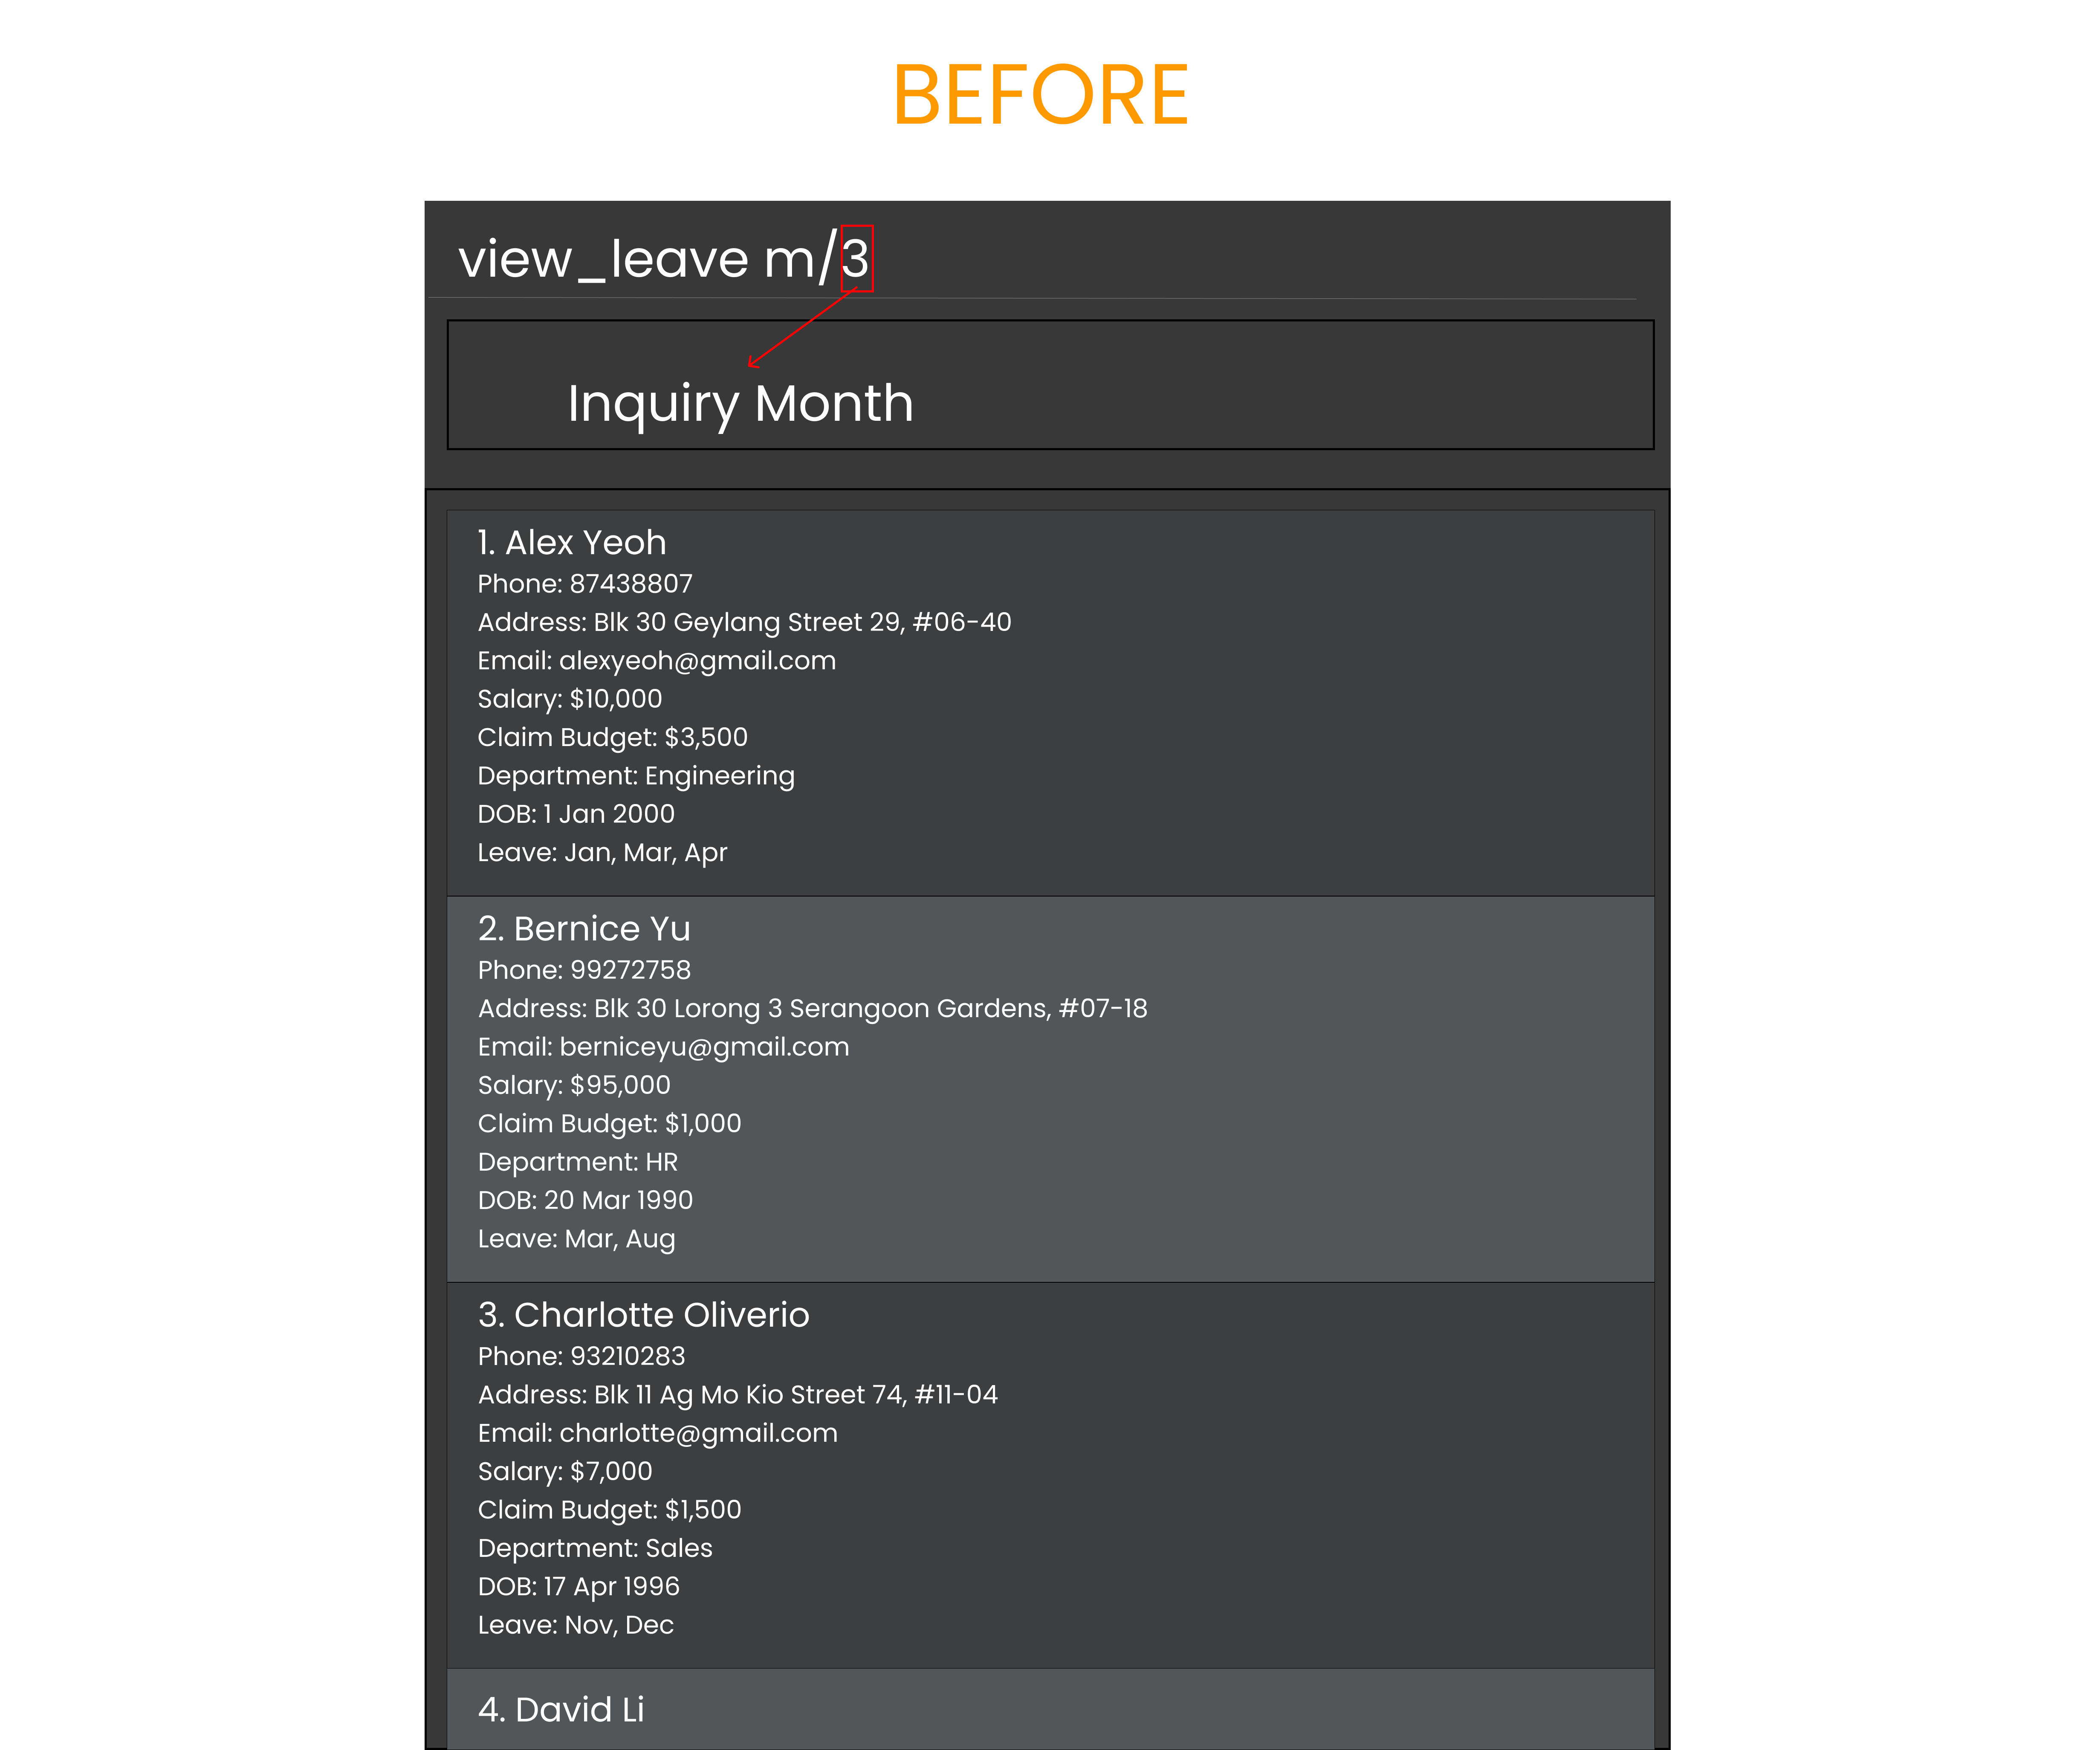 BEFORE
view_leave m/3
Inquiry Month
1. Alex Yeoh
Phone: 87438807
Address: Blk 30 Geylang Street 29, #06-40
Email: alexyeoh@gmail.com
Salary: $10,000
Claim Budget: $3,500
Department: Engineering
DOB: 1 Jan 2000
Leave: Jan, Mar, Apr
2. Bernice Yu
Phone: 99272758
Address: Blk 30 Lorong 3 Serangoon Gardens, #07-18
Email: berniceyu@gmail.com
Salary: $95,000
Claim Budget: $1,000
Department: HR
DOB: 20 Mar 1990
Leave: Mar, Aug
3. Charlotte Oliverio
Phone: 93210283
Address: Blk 11 Ag Mo Kio Street 74, #11-04
Email: charlotte@gmail.com
Salary: $7,000
Claim Budget: $1,500
Department: Sales
DOB: 17 Apr 1996
Leave: Nov, Dec
4. David Li